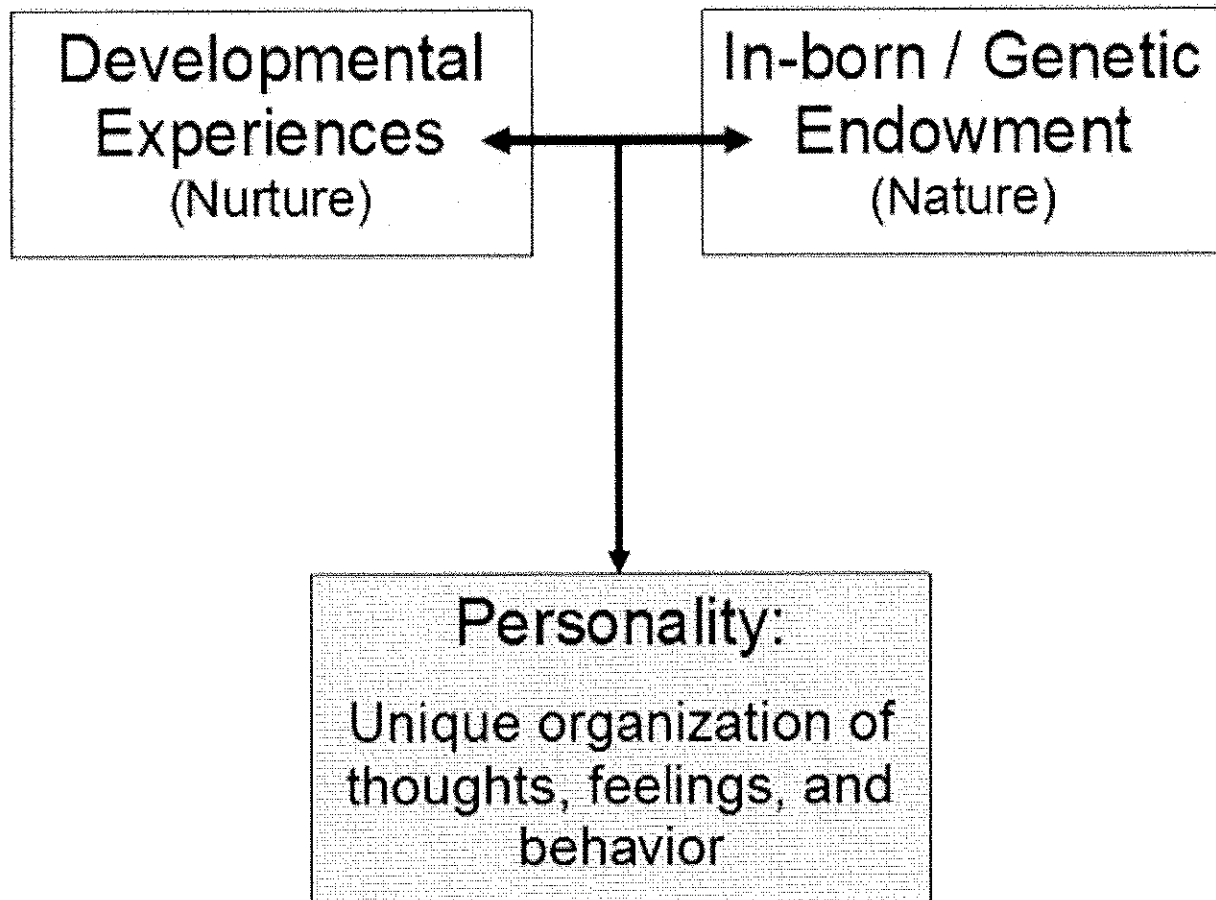 Developmental
Experiences
(Nurture)
In-born / Genetic
Endowment
(Nature)
Personality:
Unique organization of
thoughts, feelings, and
behavior